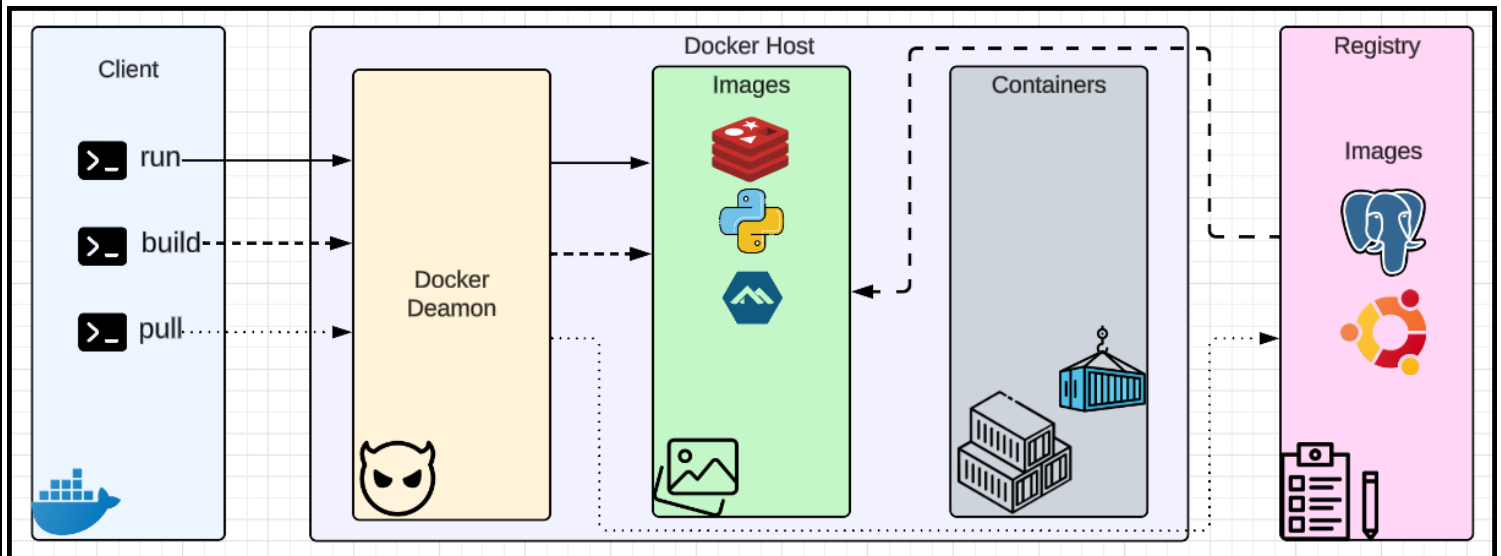 Client
run
build
pull
Docker Host
Docker
Deamon
Images
Containers
Registry
Images